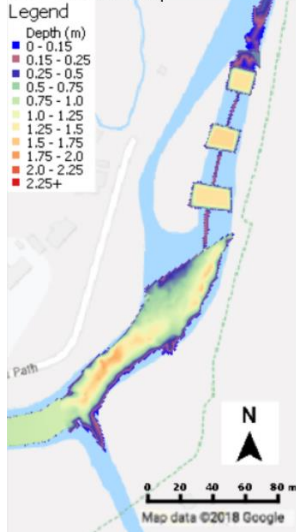 Legend
Depth (m)
0 - 0.15
0.15 - 0.25
0.25 - 0.5
0.5 - 0.75
0.75 - 1.0
1.0 - 1.25
1.25 - 1.5
1.5 - 1.75
1.75 - 2.0
2.0 - 2.25
2.25+
Path
N
0 20 40 60 80 m
Map data ©2018 Google